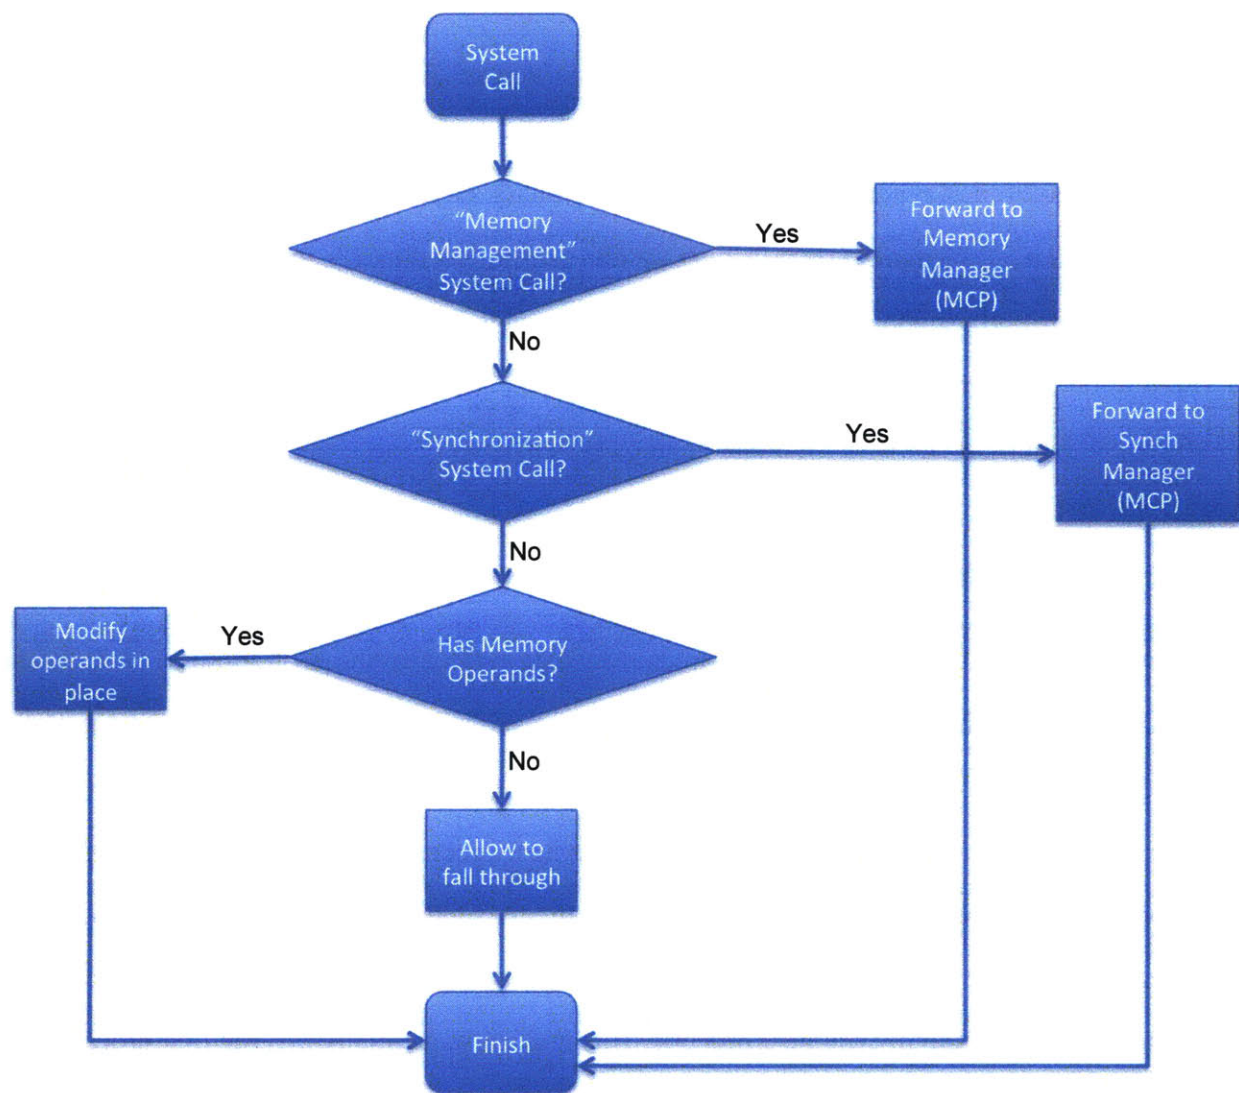 System
Call
"Memory
Management"
System Call?
Yes
Forward to
Memory
Manager
(MCP)
No
"Synchronization"
System Call?
Yes
Forward to
Synch
Manager
(MCP)
No
Has Memory
Operands?
Yes
Modify
operands in
place
No
Allow to
fall through
Finish